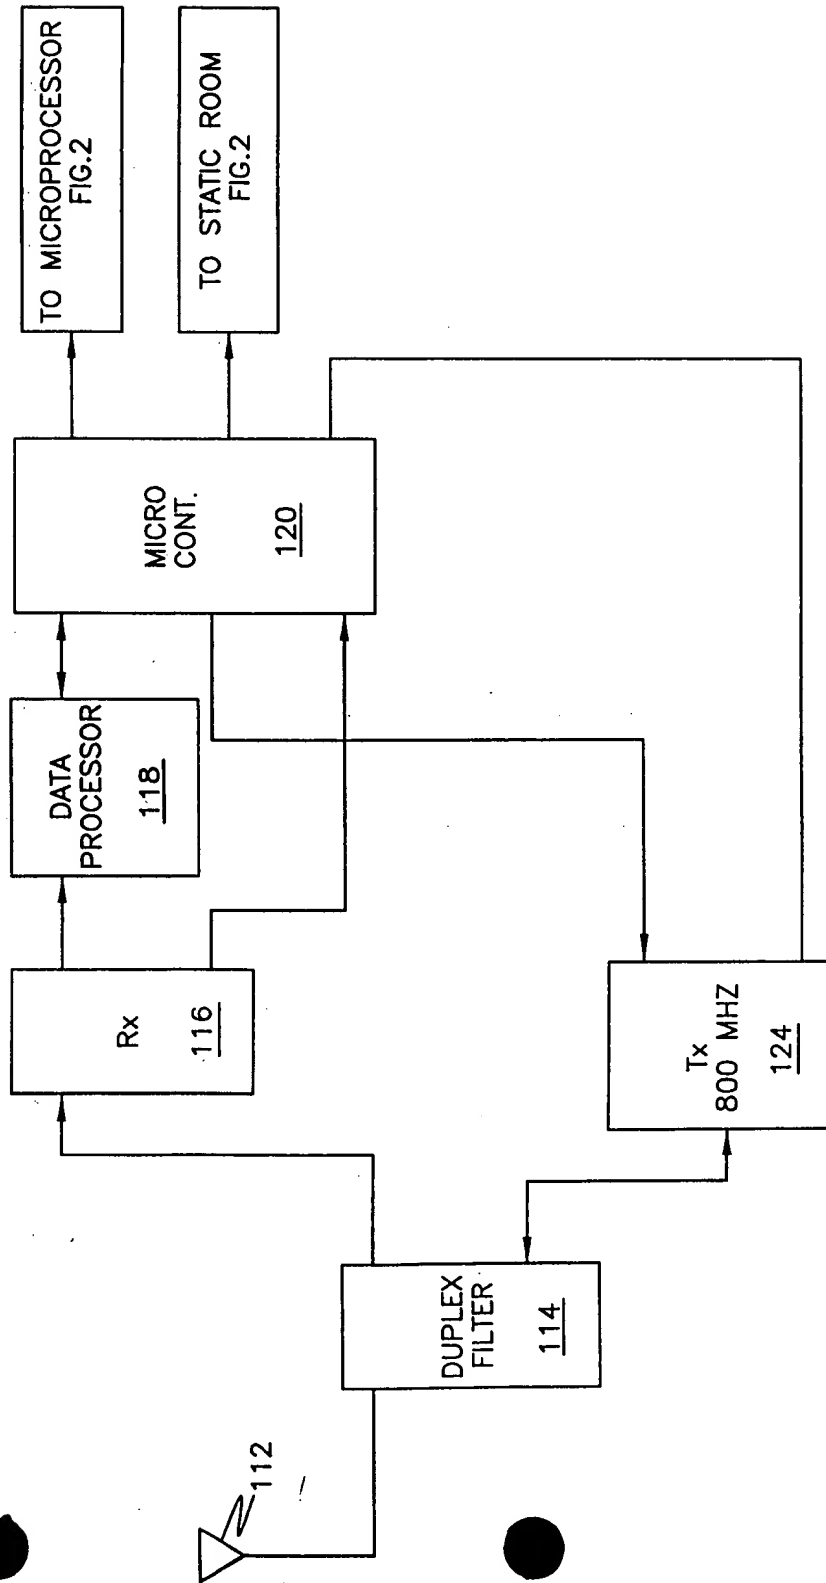 TO MICROPROCESSOR
FIG.2
TO STATIC ROOM
FIG.2
MICRO
CONT.
120
DATA
PROCESSOR
118
Rx
116
Tx
800 MHZ
124
DUPLEX
FILTER
114
112